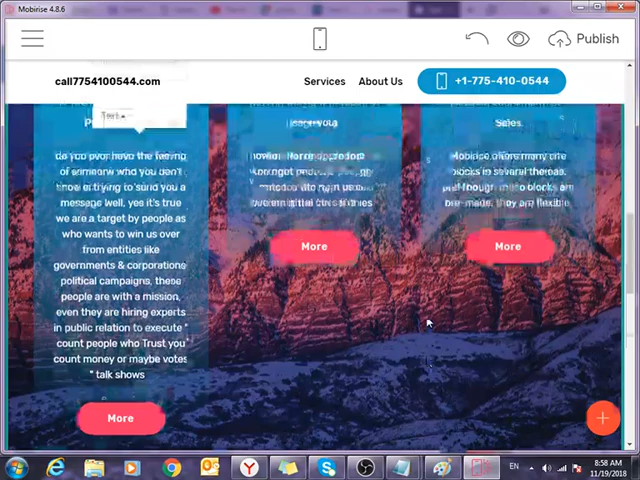 Mobirise 4.8.6
Publish
call7754100544.com
Services
About Us
+1-775-410-0544
Sales
do you ever have the feeling
of someone who you don't
know er trying to send you a
message well, yes it's true
we are a target by people as
who wants to win us over
from entities like
governments & corporations
political campaigns, these
people are with a mission,
even they are hiring experts
in public relation to execute "
count people who Trust you
count money or maybe votes
" talk shows
More
Mobirise offers many site
blocks in several themes,
pre-made, they are flexible
More
More
EN
8:58 AM
11/19/2018